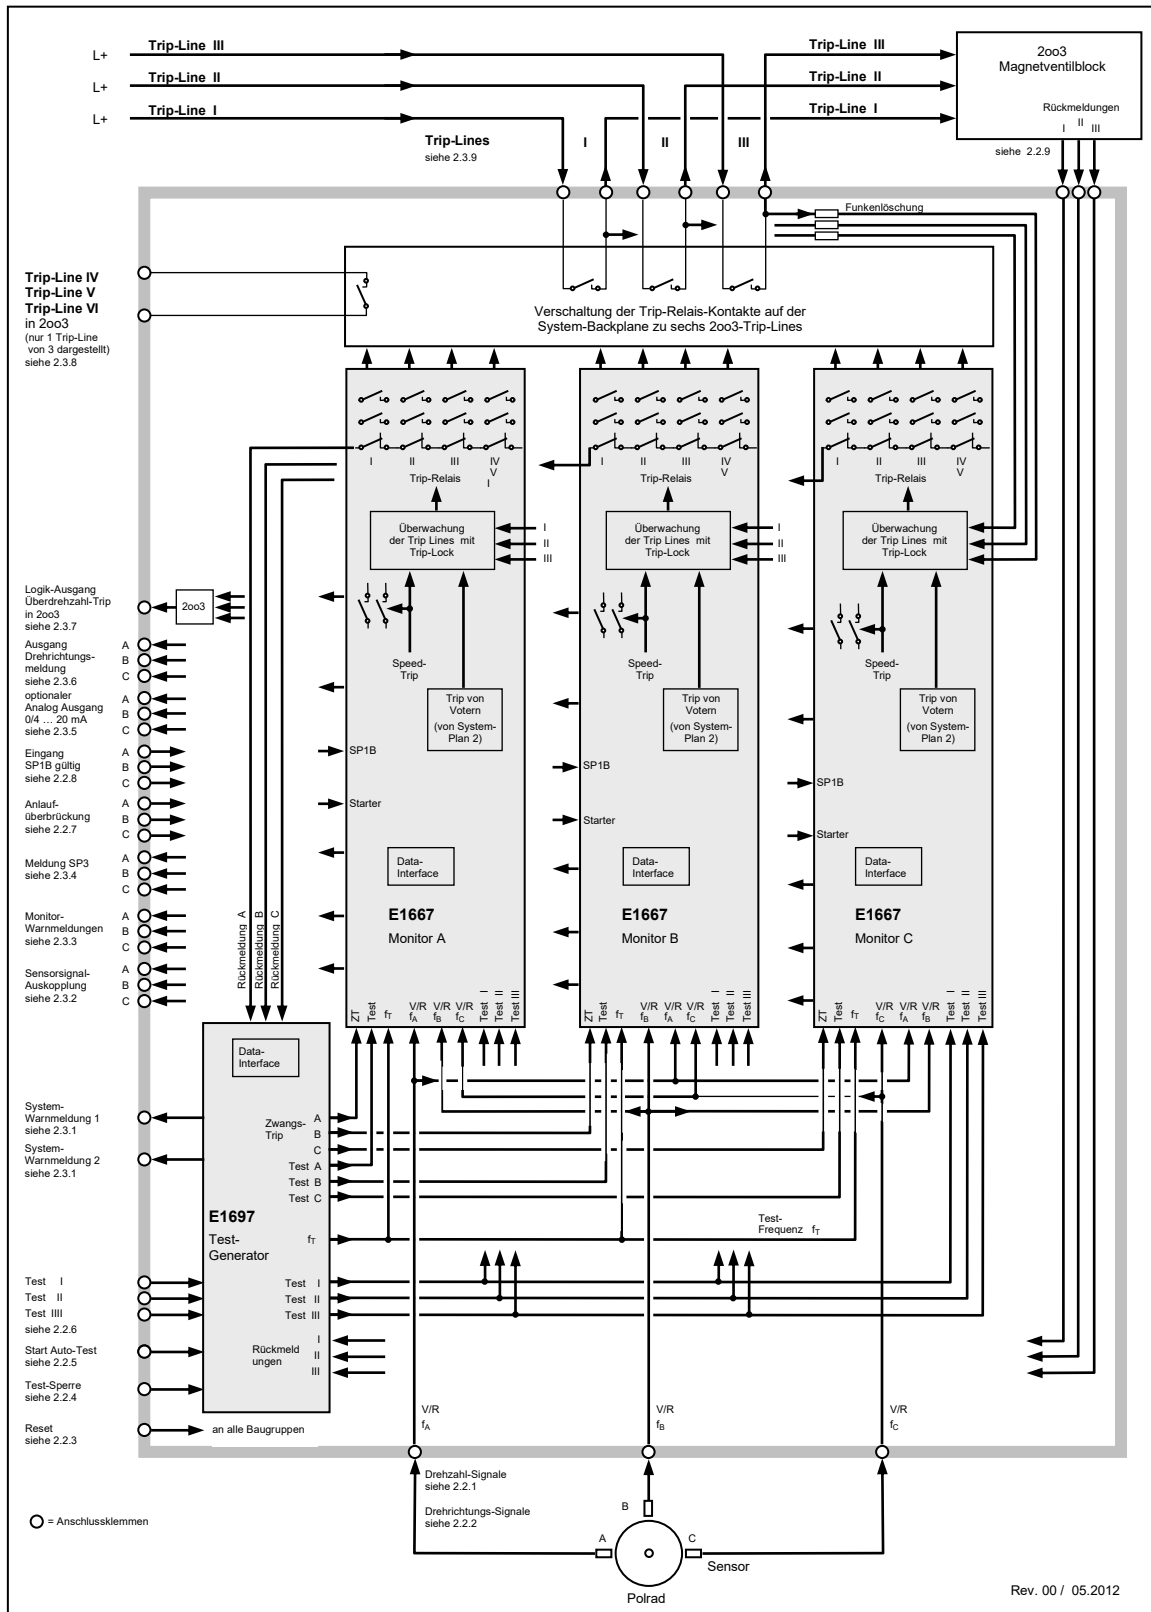 L+ Trip-Line III Trip-Line III
L+ Trip-Line II Trip-Line II
L+ Trip-Line I Trip-Line I
2oo3
Magnetventilblock
Rückmeldungen
I II III
siehe 2.2.9
Trip-Lines
siehe 2.3.9
I II III
Funkenlöschung
Trip-Line IV
Trip-Line V
Trip-Line VI
in 2oo3
(nur 1 Trip-Line
von 3 dargestellt)
siehe 2.3.8
Verschaltung der Trip-Relais-Kontakte auf der
System-Backplane zu sechs 2oo3-Trip-Lines
I II III IV
V
I
Trip-Relais
Überwachung
der Trip Lines mit
Trip-Lock
I
II
III
Speed-
Trip
Trip von
Votern
(von System-
Plan 2)
SP1B
Starter
Data-
Interface
E1667
Monitor A
ZT
Test
fT
V/R
fA
V/R
fB
V/R
fC
Test I
Test II
Test III
I II III IV
V
Trip-Relais
Überwachung
der Trip Lines mit
Trip-Lock
I
II
III
Speed-
Trip
Trip von
Votern
(von System-
Plan 2)
SP1B
Starter
Data-
Interface
E1667
Monitor B
ZT
Test
fT
V/R
fB
V/R
fA
V/R
fC
Test I
Test II
Test III
I II III IV
V
Trip-Relais
Überwachung
der Trip Lines mit
Trip-Lock
Speed-
Trip
Trip von
Votern
(von System-
Plan 2)
SP1B
Starter
Data-
Interface
E1667
Monitor C
ZT
Test
fT
V/R
fC
V/R
fA
V/R
fB
Test I
Test II
Test III
Logik-Ausgang
Überdrehzahl-Trip
in 2oo3
siehe 2.3.7
2oo3
Ausgang
Drehrichtungs-
meldung
siehe 2.3.6
A
B
C
optionaler
Analog Ausgang
0/4 … 20 mA
siehe 2.3.5
A
B
C
Eingang
SP1B gültig
siehe 2.2.8
A
B
C
Anlauf-
überbrückung
siehe 2.2.7
A
B
C
Meldung SP3
siehe 2.3.4
A
B
C
Monitor-
Warnmeldungen
siehe 2.3.3
A
B
C
Sensorsignal-
Auskopplung
siehe 2.3.2
A
B
C
Rückmeldung A
Rückmeldung B
Rückmeldung C
System-
Warnmeldung 1
siehe 2.3.1
System-
Warnmeldung 2
siehe 2.3.1
Data-
Interface
Zwangs-
Trip
A
B
C
Test A
Test B
Test C
E1697
Test-
Generator
fT
Test-
Frequenz fT
Test I
Test II
Test III
Rückmeld
ungen
I
II
III
Test I
Test II
Test IIII
siehe 2.2.6
Start Auto-Test
siehe 2.2.5
Test-Sperre
siehe 2.2.4
Reset
siehe 2.2.3
an alle Baugruppen
V/R
fA
V/R
fB
V/R
fC
Drehzahl-Signale
siehe 2.2.1
Drehrichtungs-Signale
siehe 2.2.2
= Anschlussklemmen
B
A C
Sensor
Polrad
Rev. 00 / 05.2012